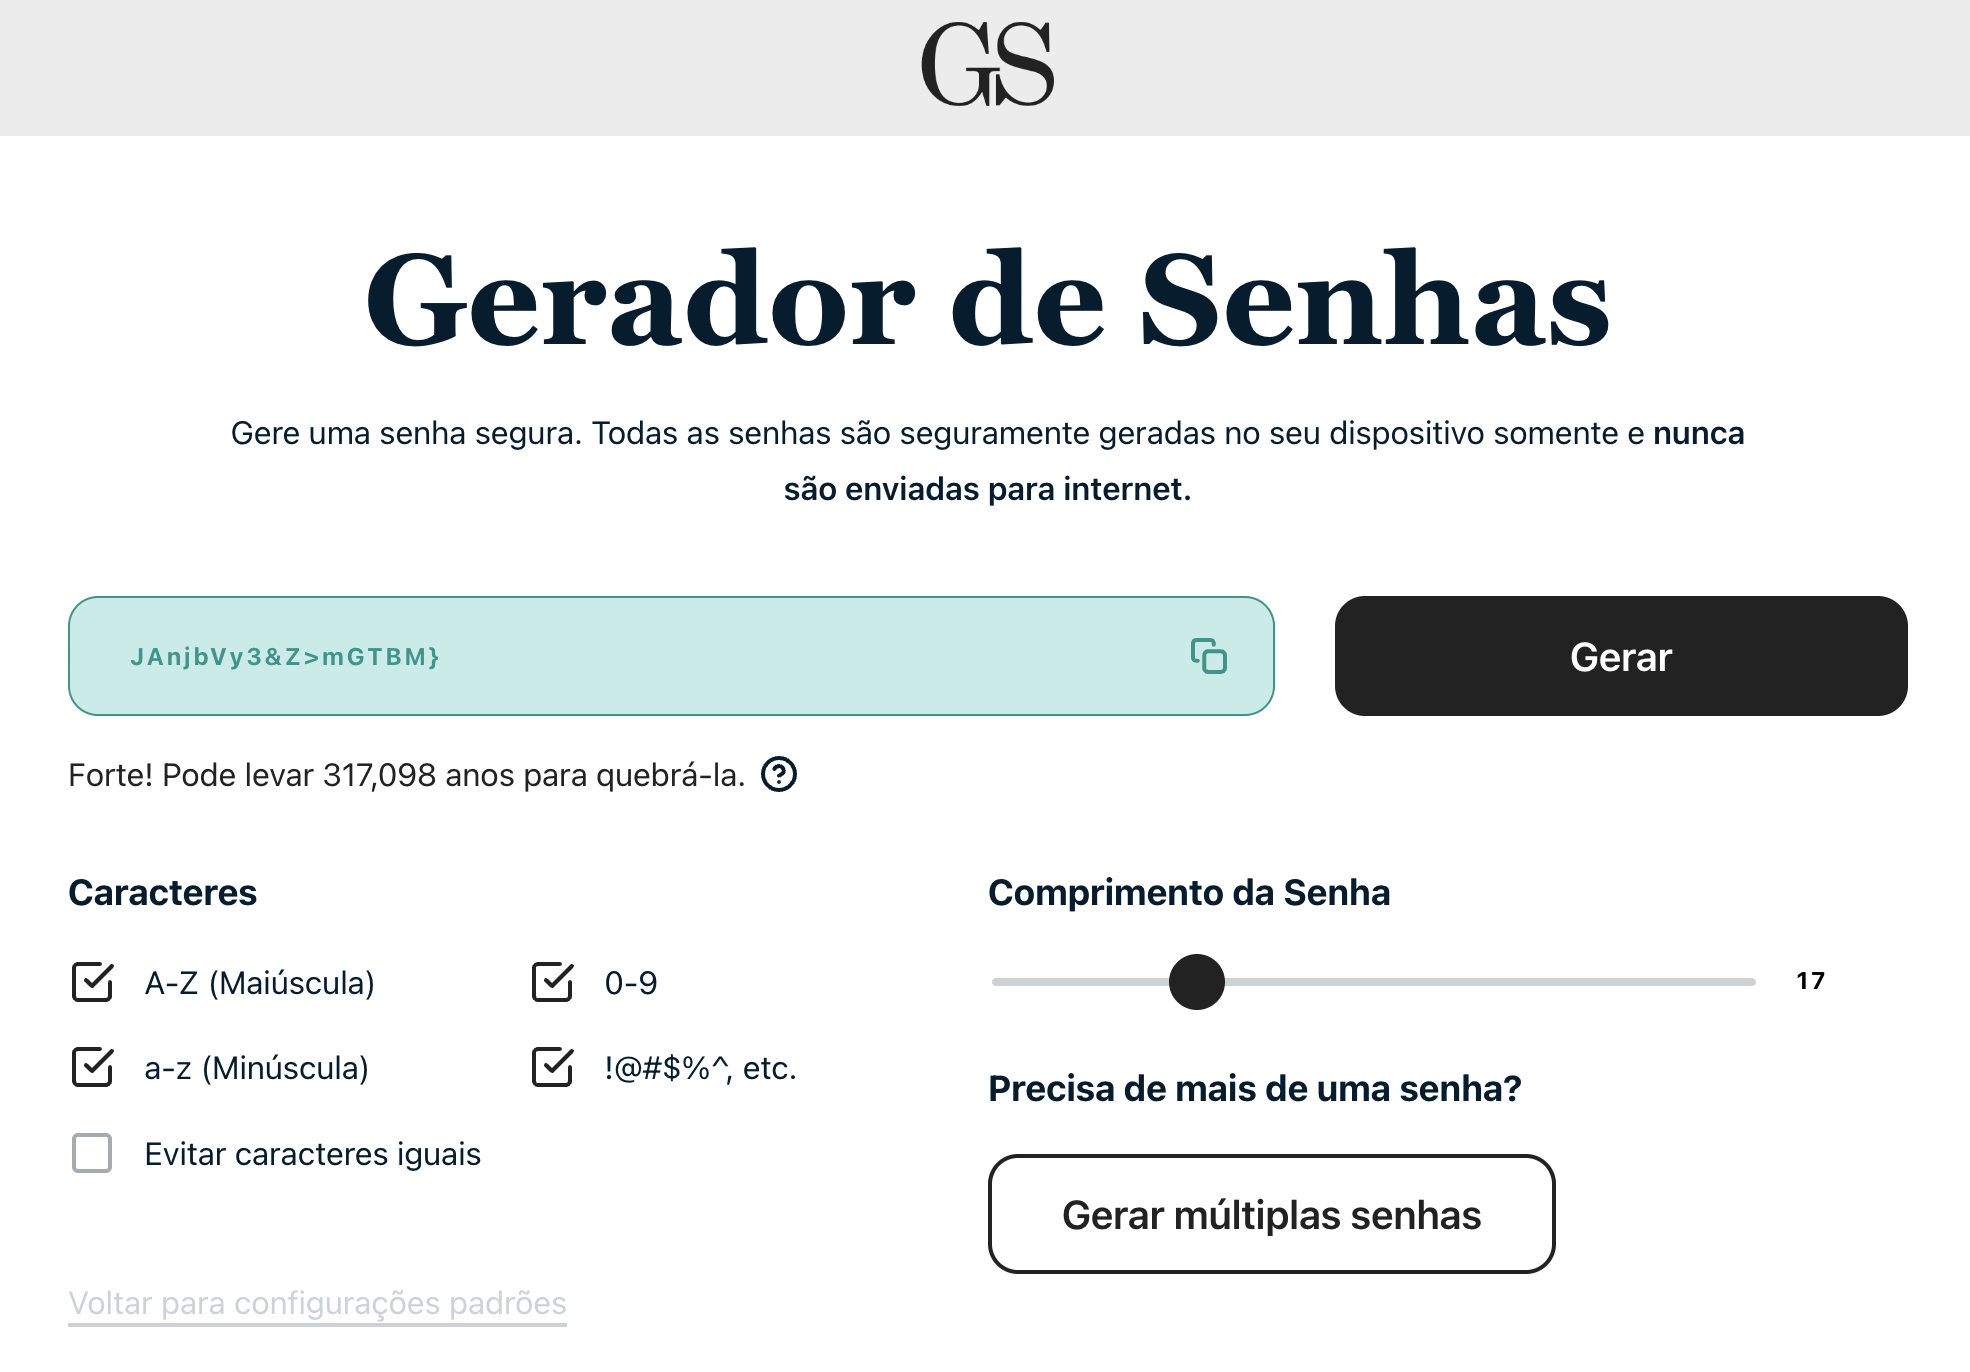 GS
Gerador de Senhas
Gere uma senha segura. Todas as senhas são seguramente geradas no seu dispositivo somente e nunca
são enviadas para internet.
JAnjbVy3&Z>mGTBM}
Gerar
Forte! Pode levar 317,098 anos para quebrá-la.
Caracteres
A-Z (Maiúscula)
0-9
a-z (Minúscula)
!@#$%^, etc.
Evitar caracteres iguais
Voltar para configurações padrões
Comprimento da Senha
17
Precisa de mais de uma senha?
Gerar múltiplas senhas